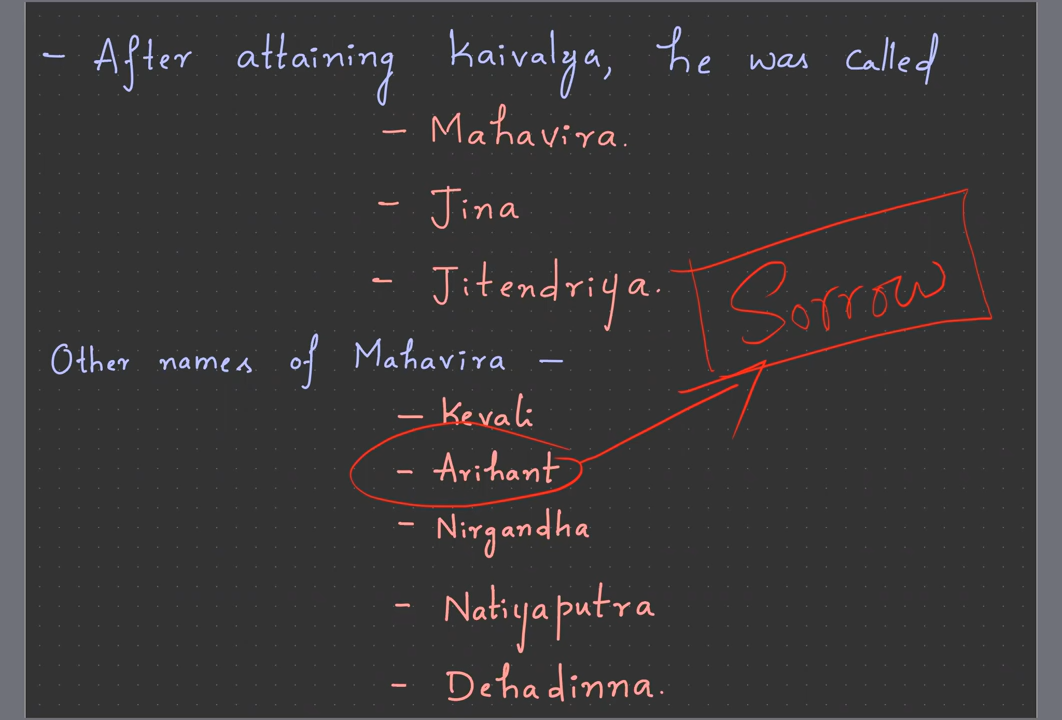 - After attaining kaivalya, he was called
- Mahavira.
- Jina
- Jitendriya.
Sorrow
Other names of Mahavira -
- Kevali
- Arihant
- Nirgandha
- Natiyaputra
- Dehadinna.